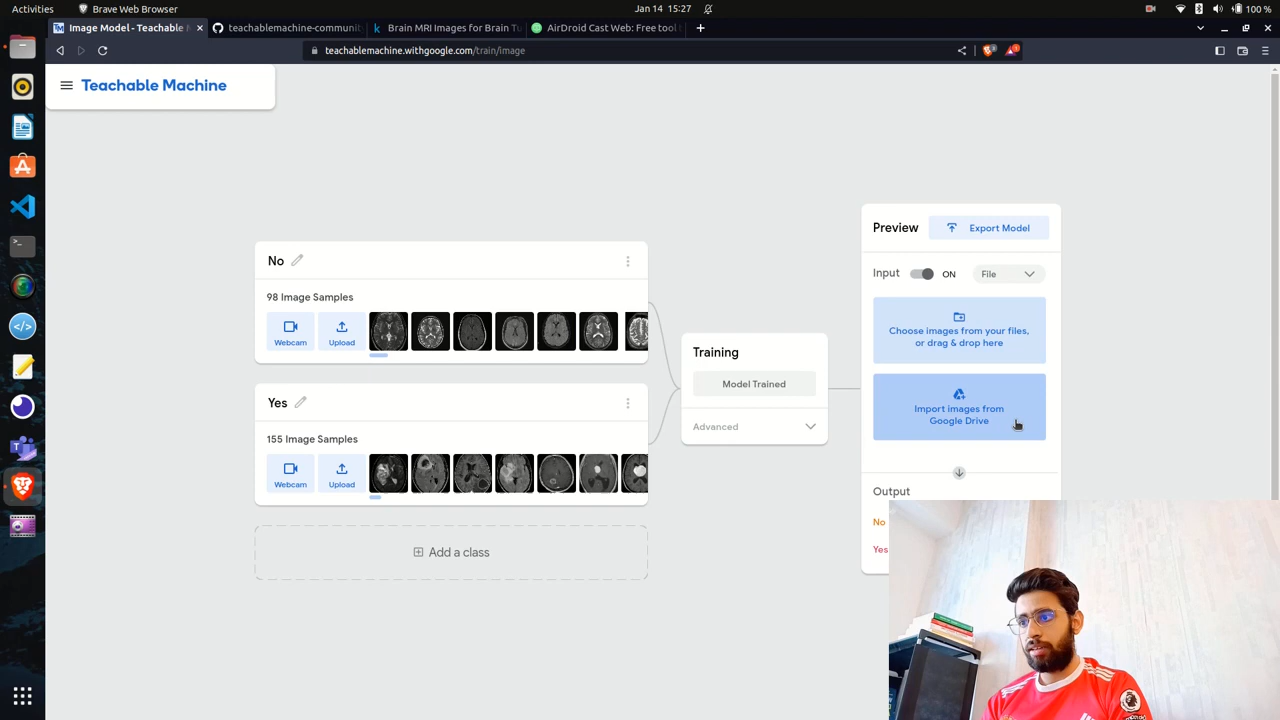 Activities
Brave Web Browser
Jan 14 15:27
100 %
Image Model - Teachable M
teachablemachine-communit
Brain MRI Images for Brain Tu
AirDroid Cast Web: Free tool t
teachablemachine.withgoogle.com/train/image
Teachable Machine
No
98 Image Samples
Webcam
Upload
Yes
155 Image Samples
Webcam
Upload
Add a class
Training
Model Trained
Advanced
Preview
Export Model
Input
ON
File
Choose images from your files,
or drag & drop here
Import images from
Google Drive
Output
No
Yes